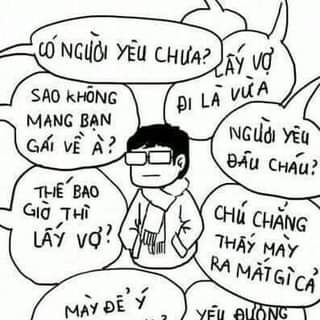 CÓ NGƯỜI YÊU CHƯA?
LẤY VỢ
ĐI LÀ VỪA
SAO KHÔNG
MANG BẠN
GÁI VỀ À?
NGƯỜI YÊU
ĐÂU CHÁU?
THẾ BAO
GIỜ THÌ
LẤY VỢ?
CHÚ CHẲNG
THẤY MÀY
RA MẮT GÌ CẢ
MÀY ĐỂ Ý
YÊU ĐƯƠNG